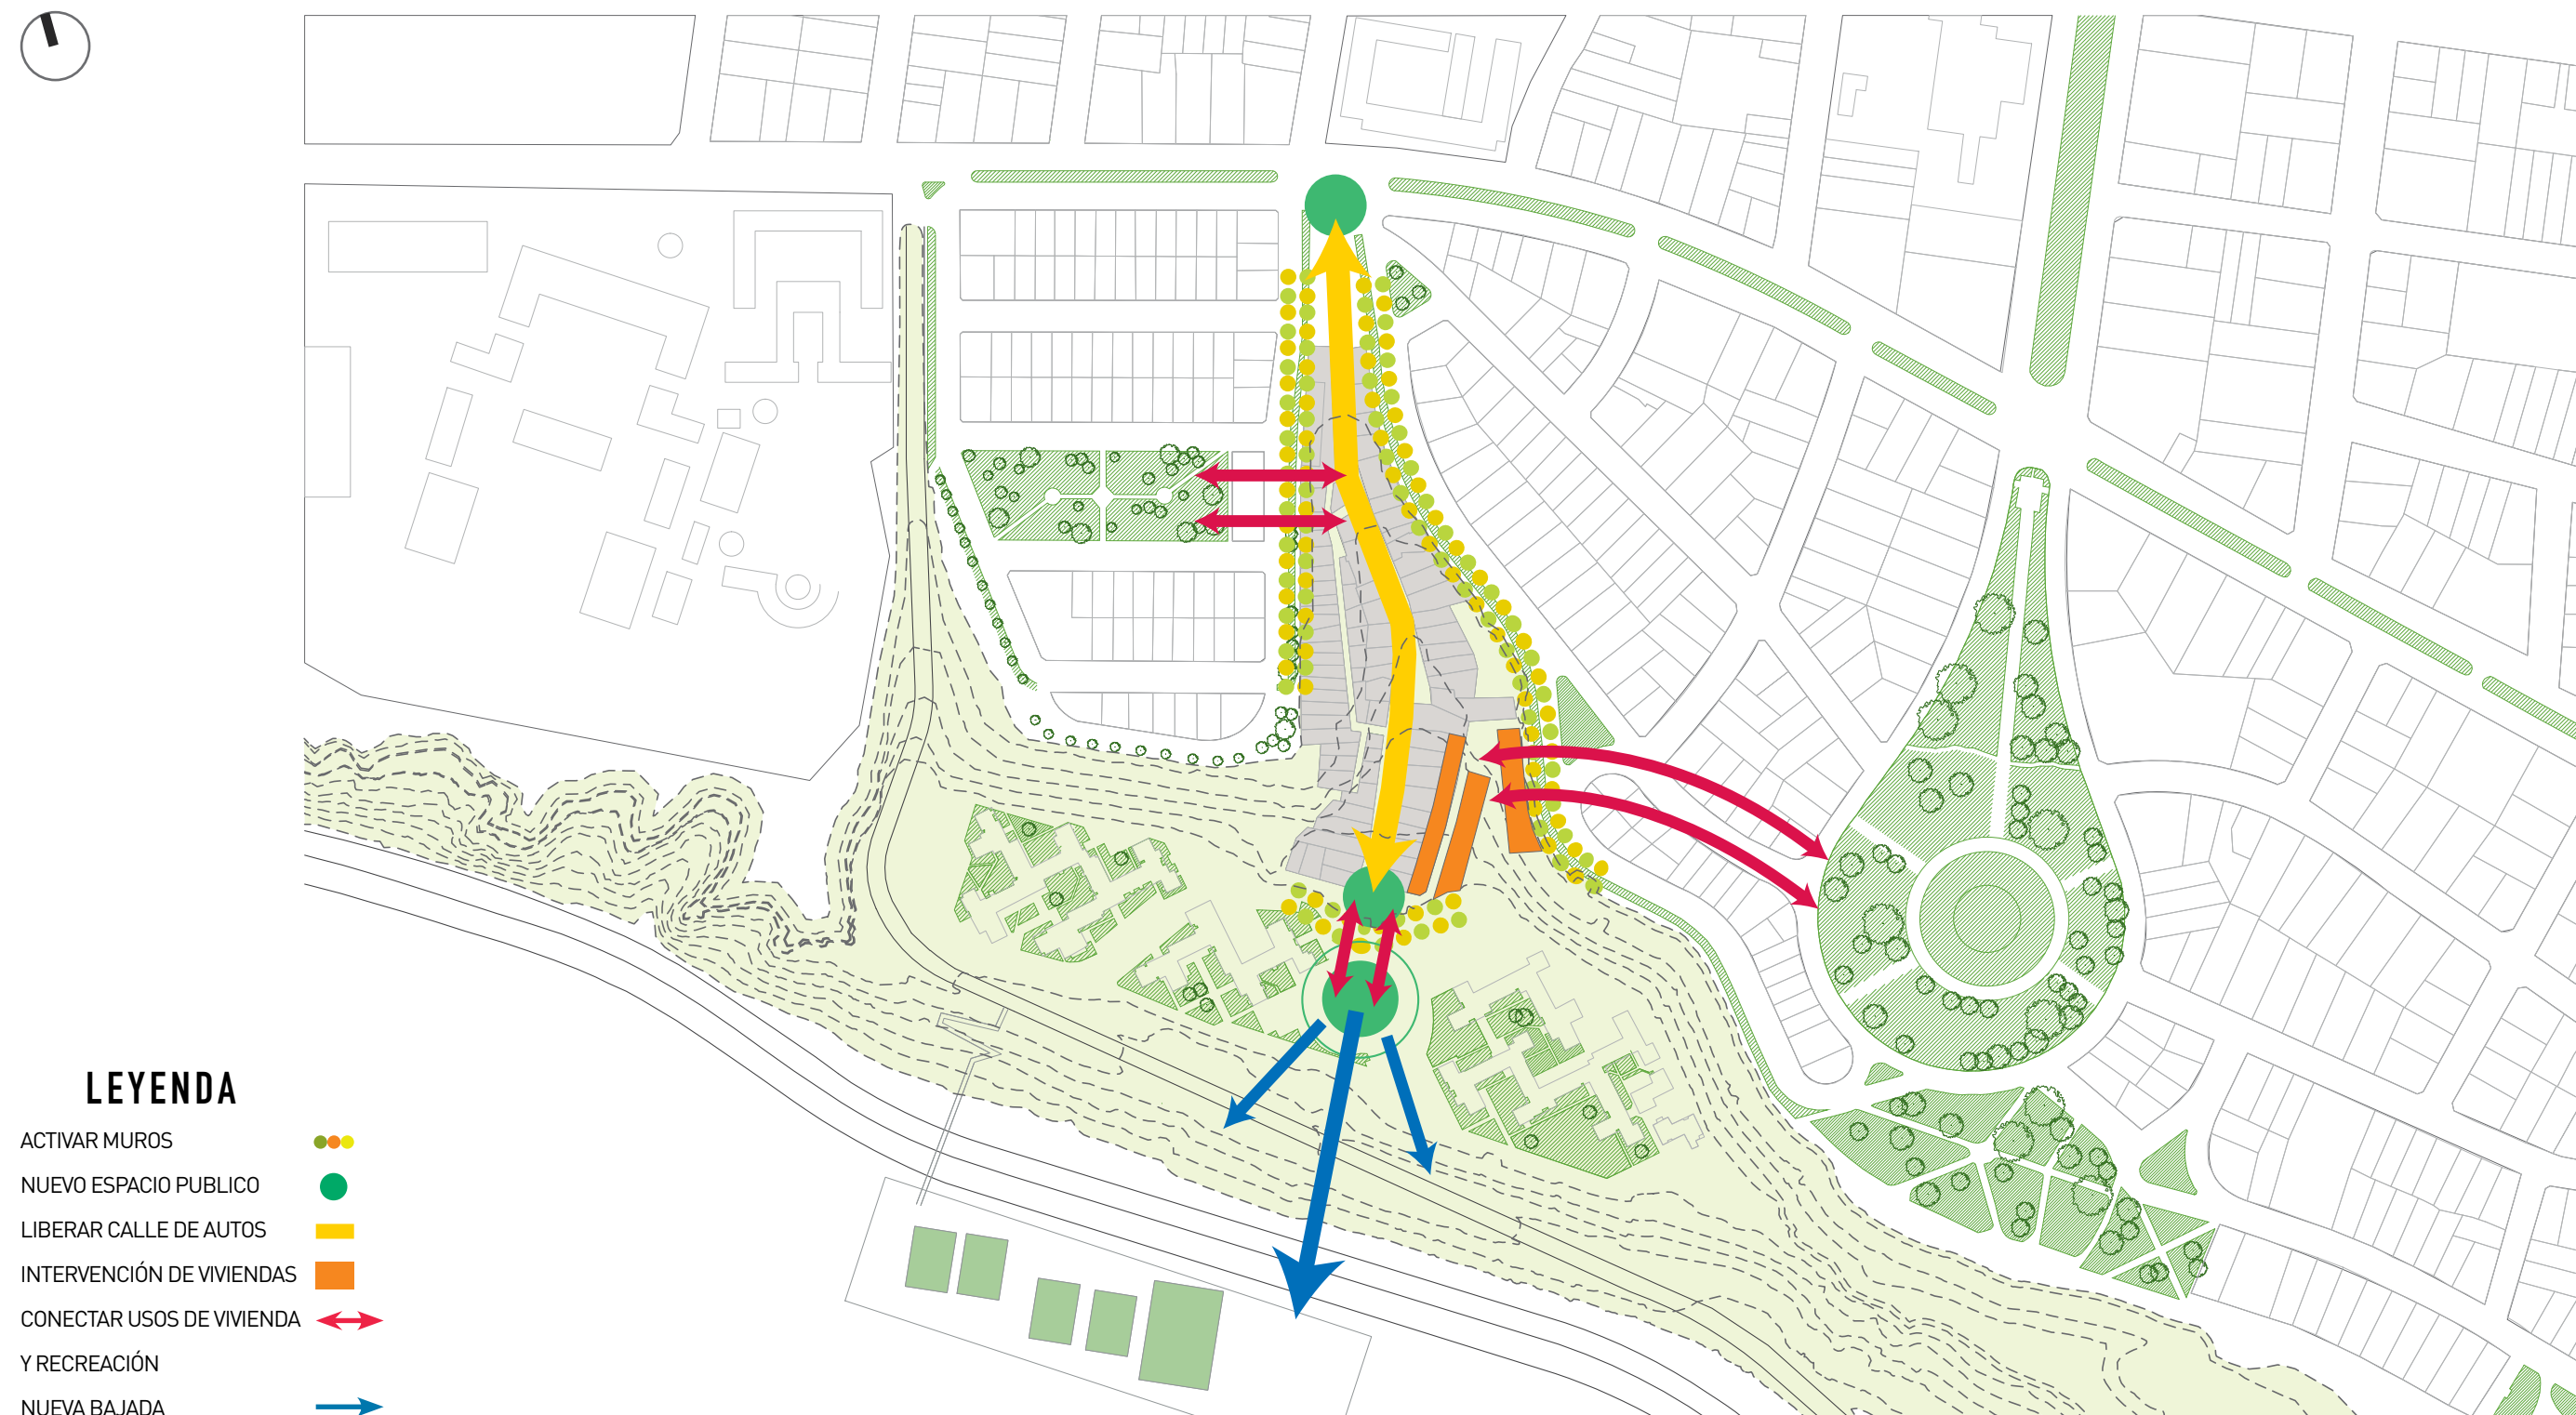 LEYENDA
ACTIVAR MUROS
NUEVO ESPACIO PUBLICO
LIBERAR CALLE DE AUTOS
INTERVENCIÓN DE VIVIENDAS
CONECTAR USOS DE VIVIENDA
Y RECREACIÓN
NUEVA BAJADA